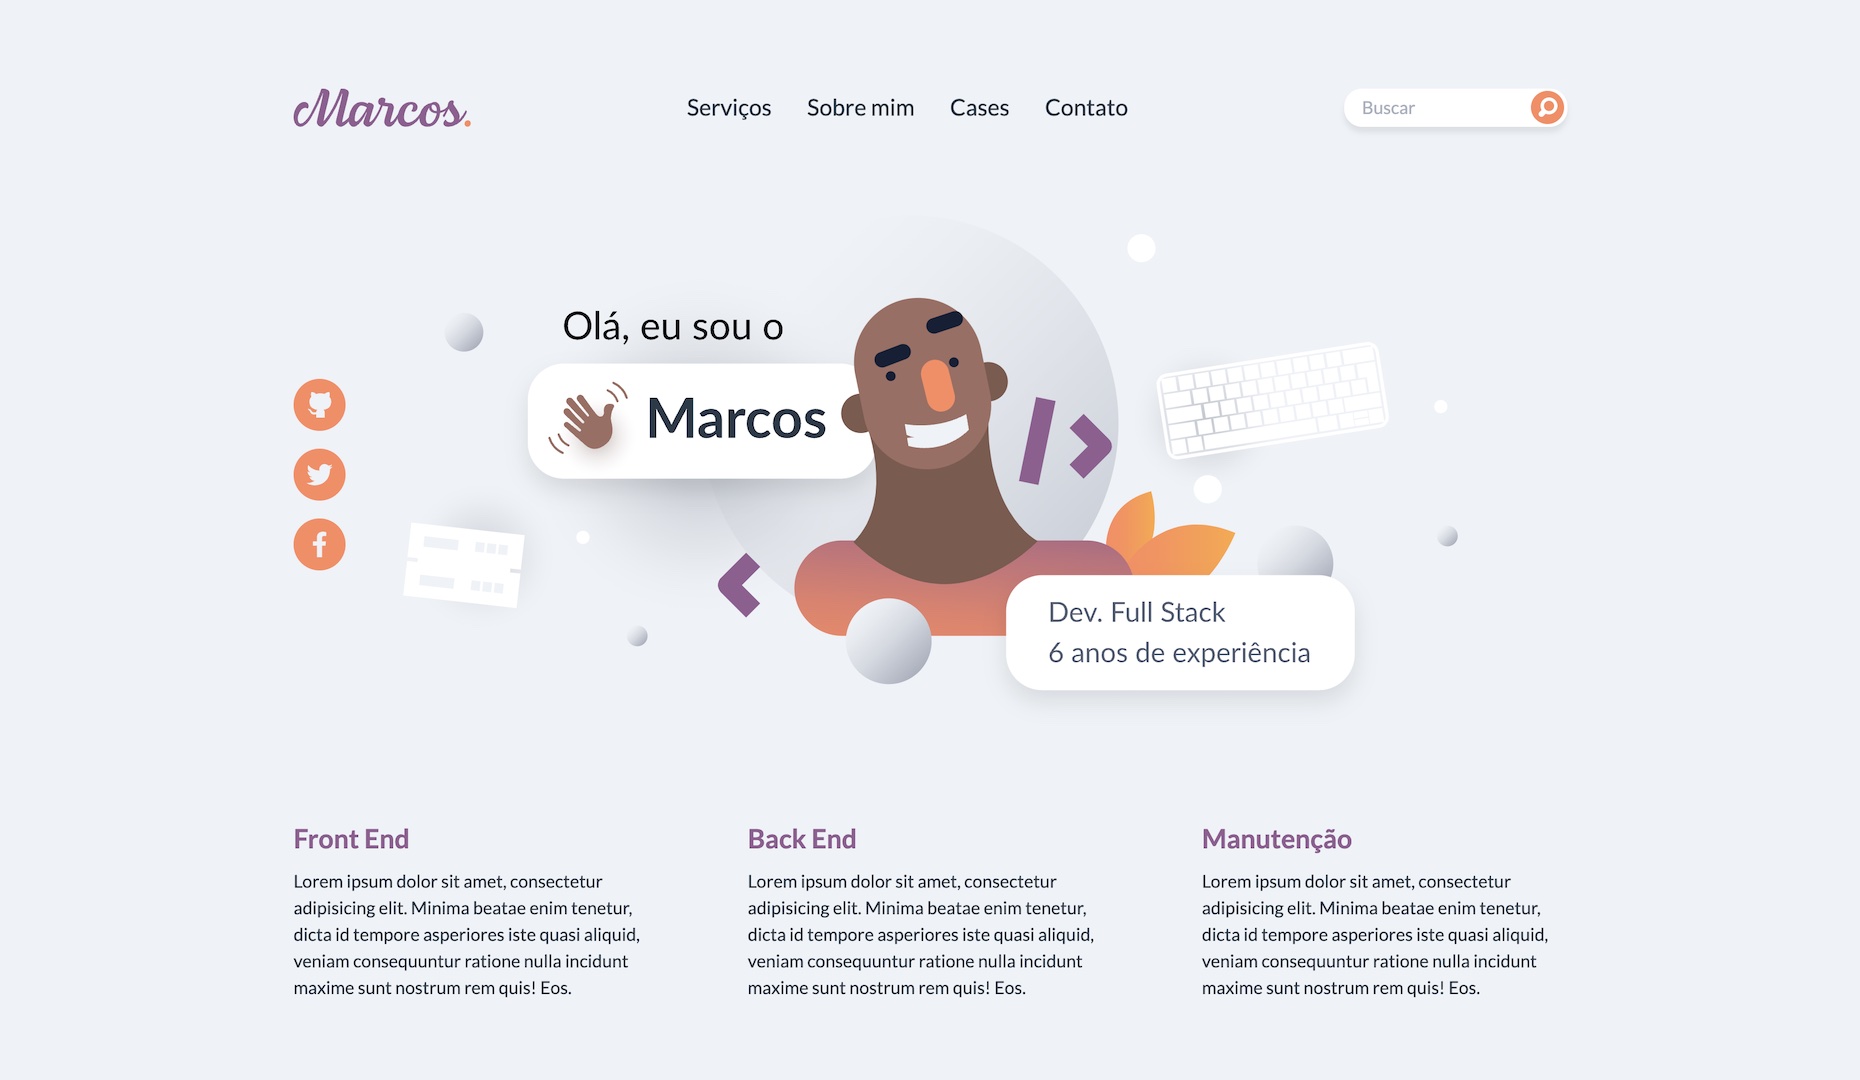 Marcos.
Serviços Sobre mim Cases Contato
Buscar
Olá, eu sou o
Marcos
/>
<
Dev. Full Stack
6 anos de experiência
Front End
Lorem ipsum dolor sit amet, consectetur
adipisicing elit. Minima beatae enim tenetur,
dicta id tempore asperiores iste quasi aliquid,
veniam consequuntur ratione nulla incidunt
maxime sunt nostrum rem quis! Eos.
Back End
Lorem ipsum dolor sit amet, consectetur
adipisicing elit. Minima beatae enim tenetur,
dicta id tempore asperiores iste quasi aliquid,
veniam consequuntur ratione nulla incidunt
maxime sunt nostrum rem quis! Eos.
Manutenção
Lorem ipsum dolor sit amet, consectetur
adipisicing elit. Minima beatae enim tenetur,
dicta id tempore asperiores iste quasi aliquid,
veniam consequuntur ratione nulla incidunt
maxime sunt nostrum rem quis! Eos.